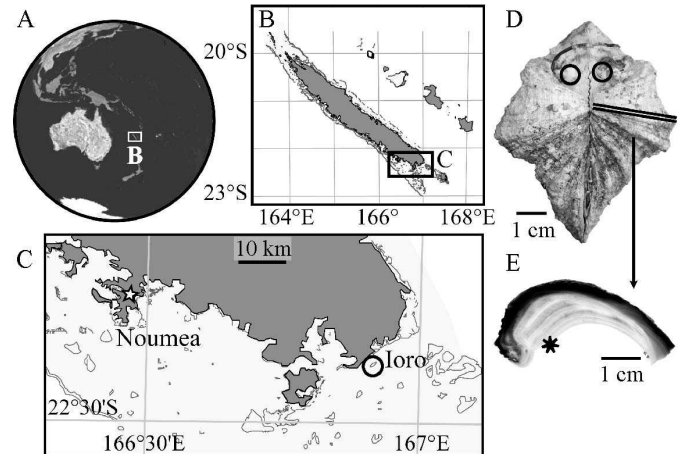 A
B
B
20°S
C
23°S
164°E
166°
168°E
D
1 cm
E
*
1 cm
C
10 km
Noumea
Ioro
22°30'S
166°30'E
167°E